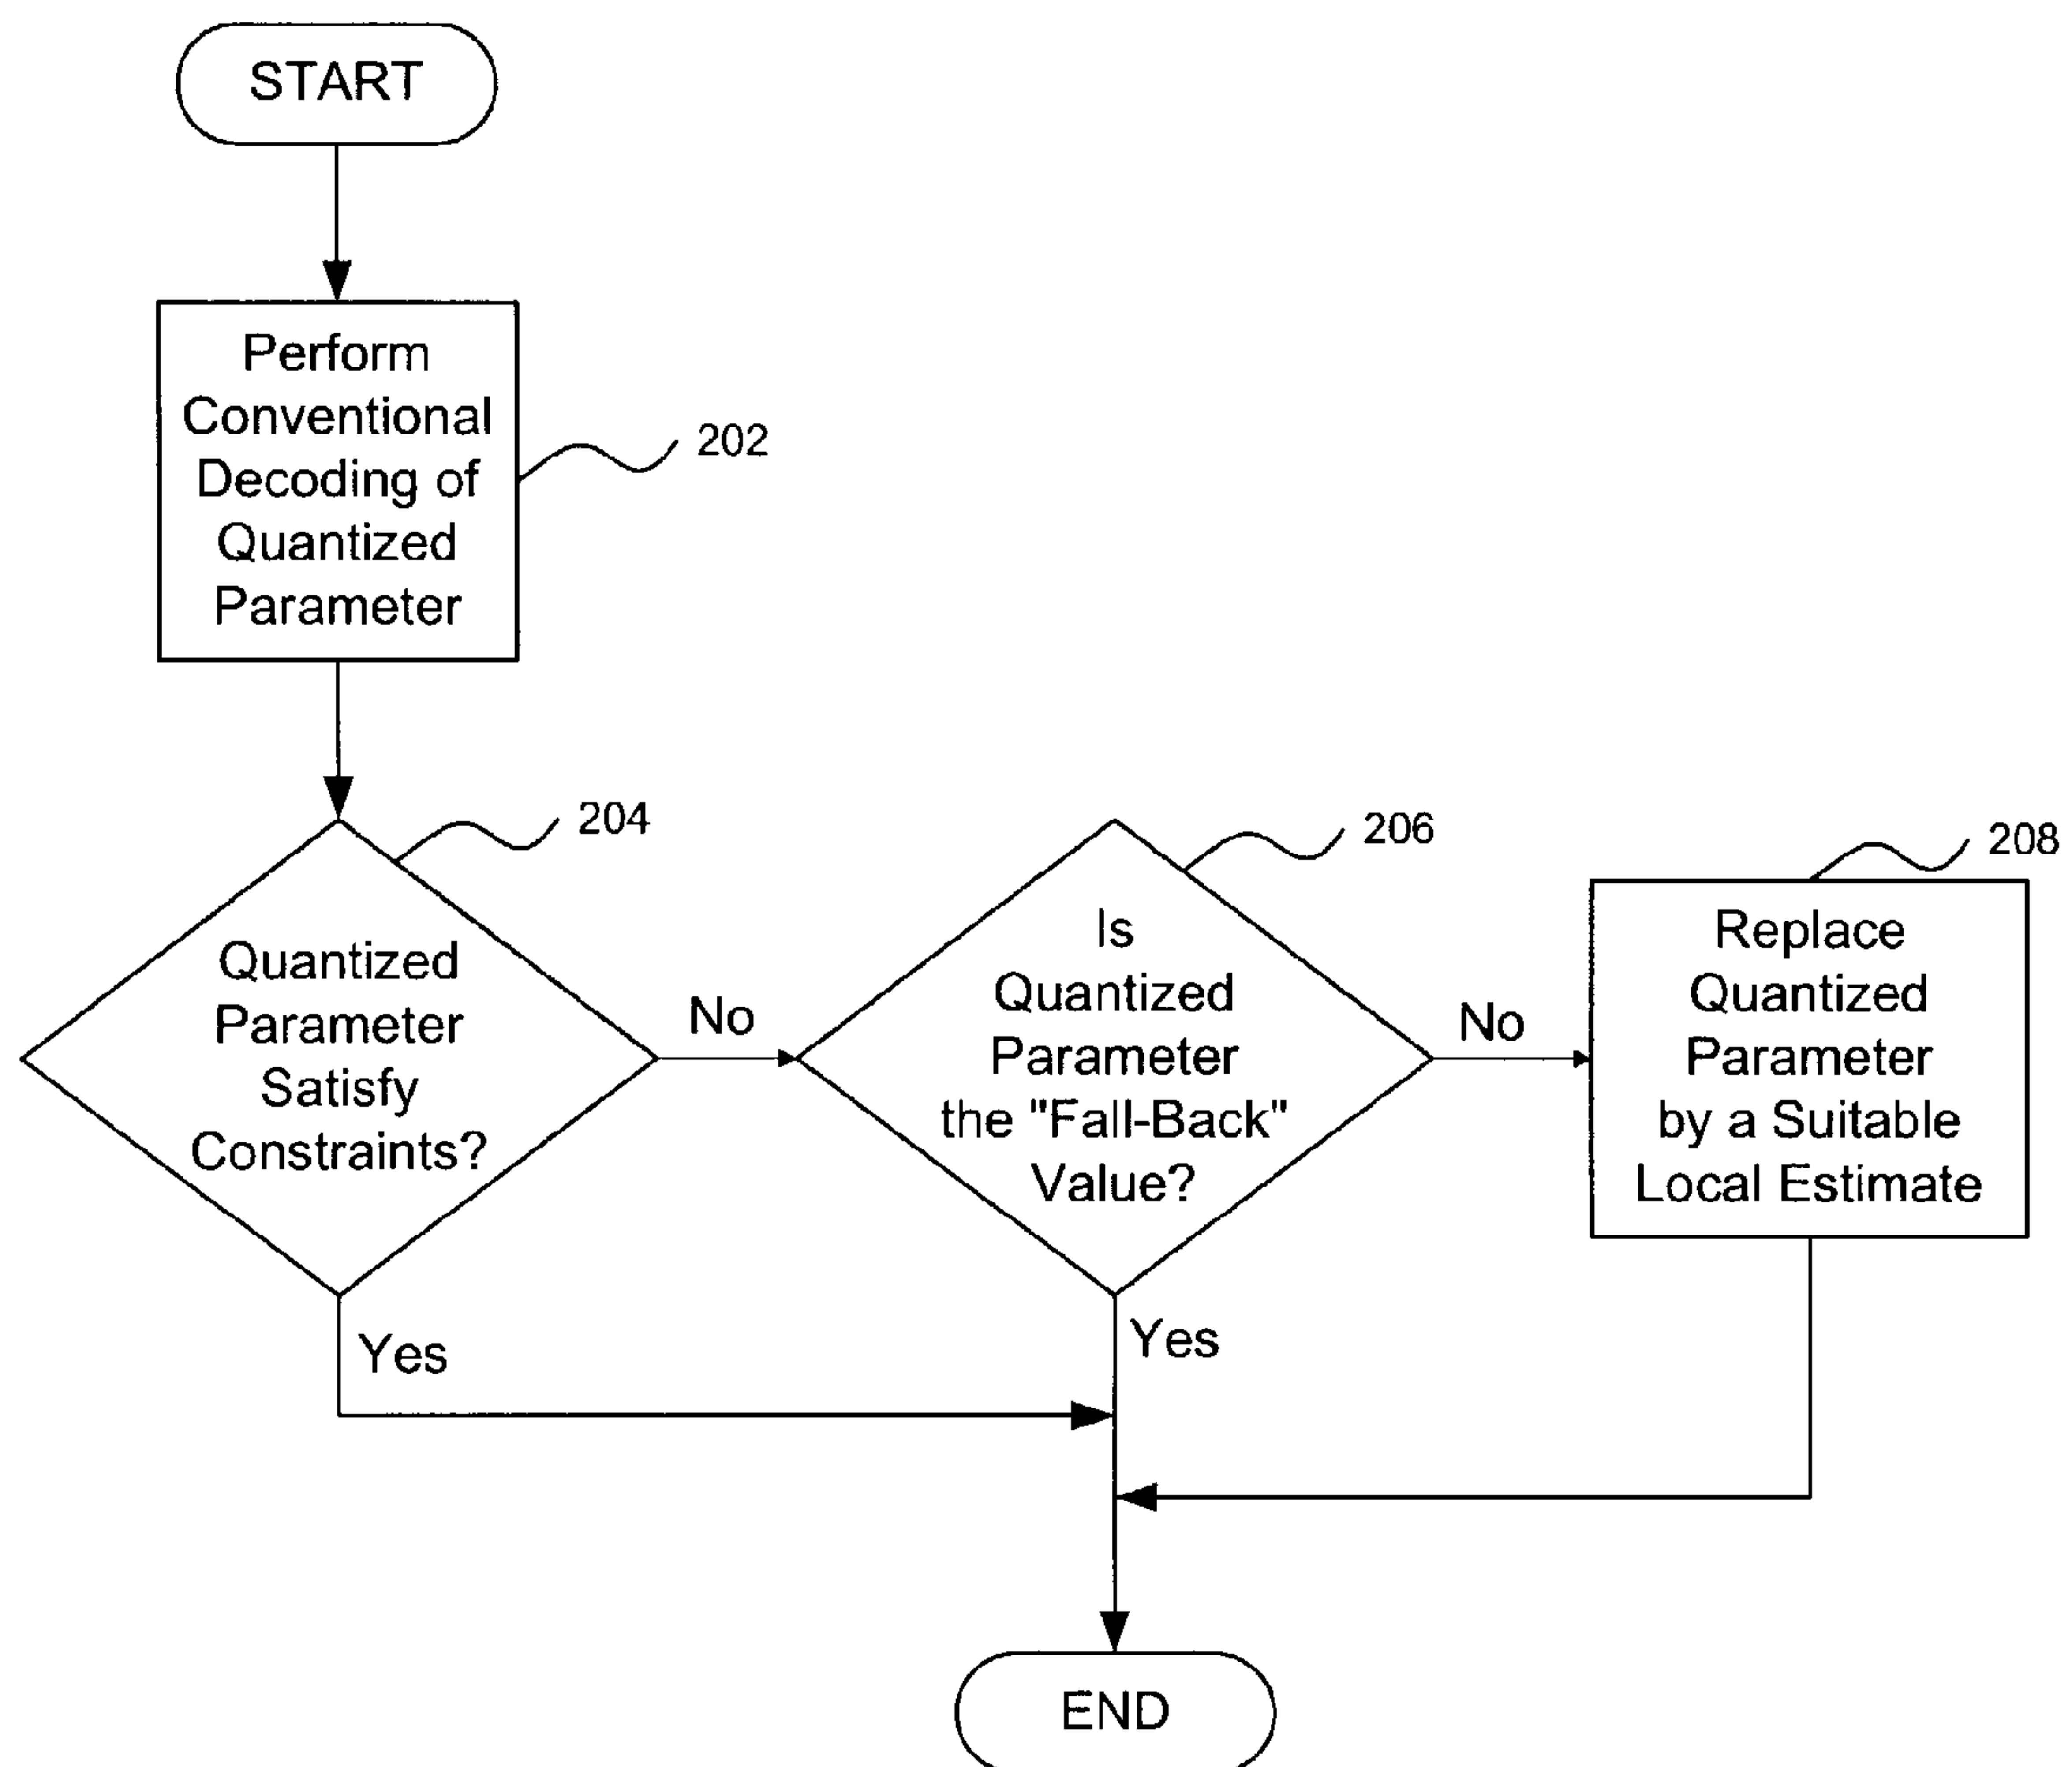 START
Perform
Conventional
Decoding of
Quantized
Parameter
202
204
Quantized
Parameter
Satisfy
Constraints?
No
Yes
206
Is
Quantized
Parameter
the "Fall-Back"
Value?
No
Yes
208
Replace
Quantized
Parameter
by a Suitable
Local Estimate
END